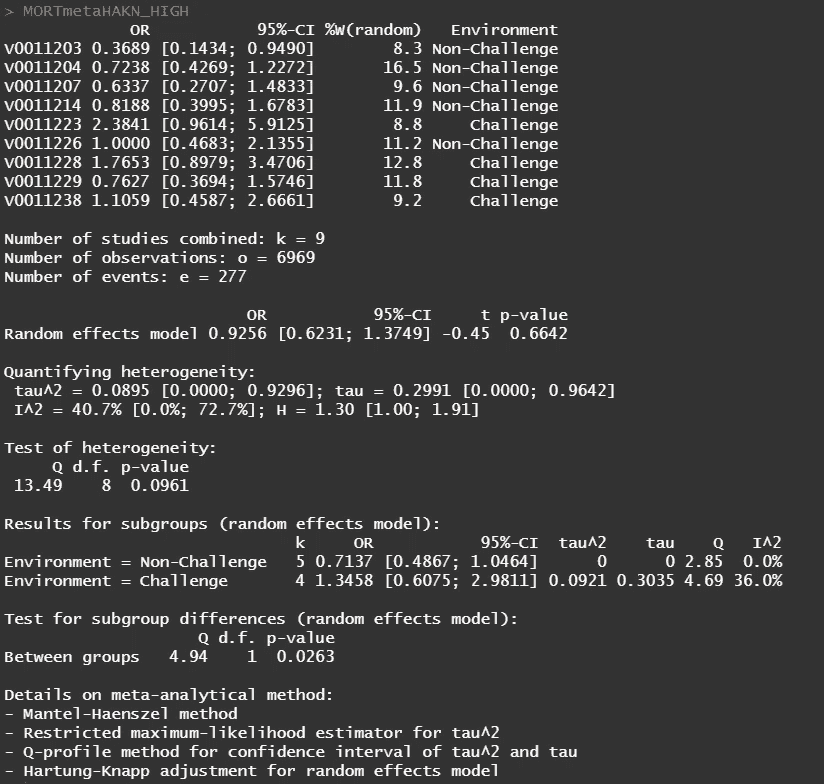 > MORTmetaHAKN_HIGH
OR 95%-CI %W(random) Environment
V0011203 0.3689 [0.1434; 0.9490] 8.3 Non-Challenge
V0011204 0.7238 [0.4269; 1.2272] 16.5 Non-Challenge
V0011207 0.6337 [0.2707; 1.4833] 9.6 Non-Challenge
V0011214 0.8188 [0.3995; 1.6783] 11.9 Non-Challenge
V0011223 2.3841 [0.9614; 5.9125] 8.8 Challenge
V0011226 1.0000 [0.4683; 2.1355] 11.2 Non-Challenge
V0011228 1.7653 [0.8979; 3.4706] 12.8 Challenge
V0011229 0.7627 [0.3694; 1.5746] 11.8 Challenge
V0011238 1.1059 [0.4587; 2.6661] 9.2 Challenge
Number of studies combined: k = 9
Number of observations: o = 6969
Number of events: e = 277
OR 95%-CI t p-value
Random effects model 0.9256 [0.6231; 1.3749] -0.45 0.6642
Quantifying heterogeneity:
tau^2 = 0.0895 [0.0000; 0.9296]; tau = 0.2991 [0.0000; 0.9642]
I^2 = 40.7% [0.0%; 72.7%]; H = 1.30 [1.00; 1.91]
Test of heterogeneity:
Q d.f. p-value
13.49 8 0.0961
Results for subgroups (random effects model):
k OR 95%-CI tau^2 tau Q I^2
Environment = Non-Challenge 5 0.7137 [0.4867; 1.0464] 0 0 2.85 0.0%
Environment = Challenge 4 1.3458 [0.6075; 2.9811] 0.0921 0.3035 4.69 36.0%
Test for subgroup differences (random effects model):
Q d.f. p-value
Between groups 4.94 1 0.0263
Details on meta-analytical method:
- Mantel-Haenszel method
- Restricted maximum-likelihood estimator for tau^2
- Q-profile method for confidence interval of tau^2 and tau
- Hartung-Knapp adjustment for random effects model